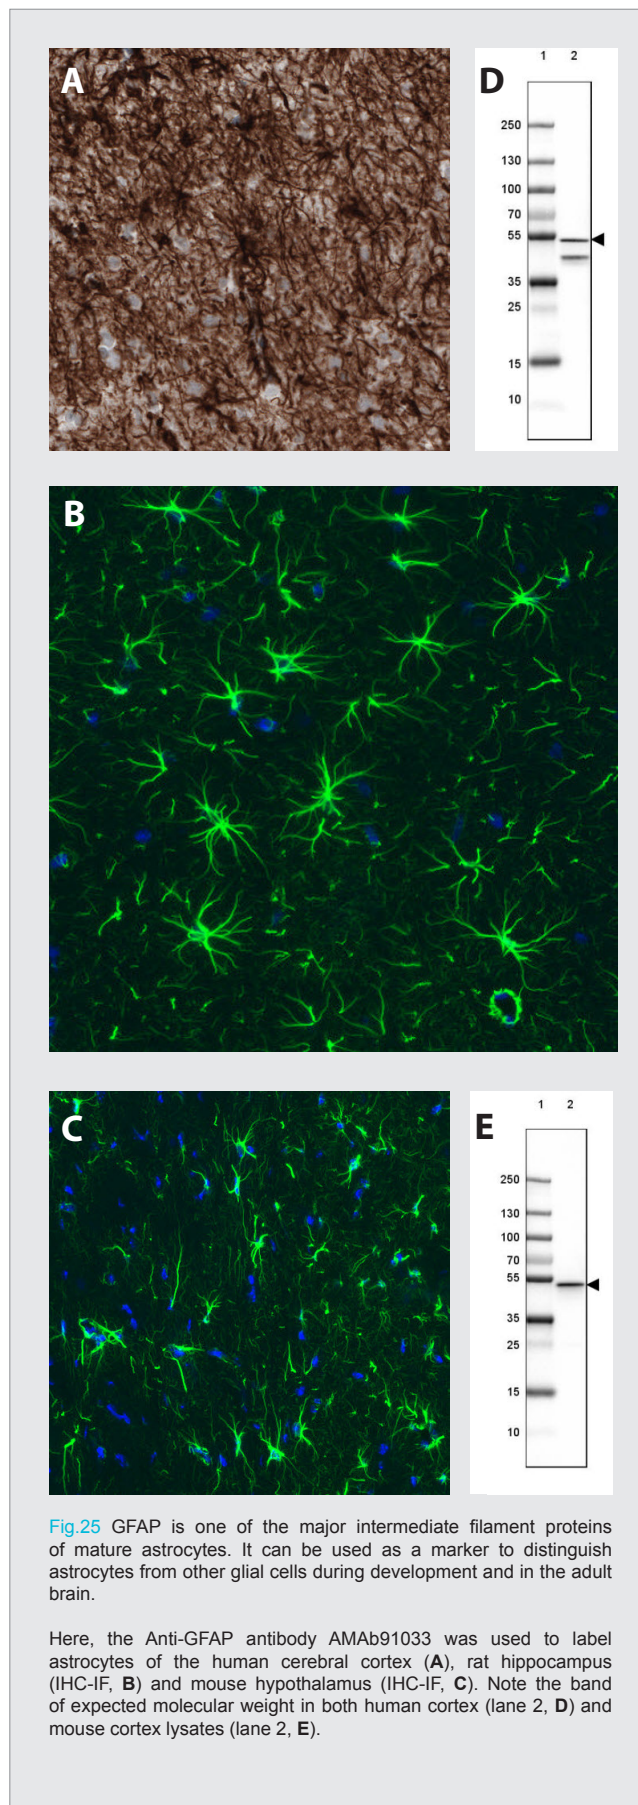 A
D
1 2
250
130
100
70
55
35
25
15
10
B
C
E
1 2
250
130
100
70
55
35
25
15
10
Fig.25 GFAP is one of the major intermediate filament proteins
of mature astrocytes. It can be used as a marker to distinguish
astrocytes from other glial cells during development and in the adult
brain.
Here, the Anti-GFAP antibody AMAb91033 was used to label
astrocytes of the human cerebral cortex (A), rat hippocampus
(IHC-IF, B) and mouse hypothalamus (IHC-IF, C). Note the band
of expected molecular weight in both human cortex (lane 2, D) and
mouse cortex lysates (lane 2, E).